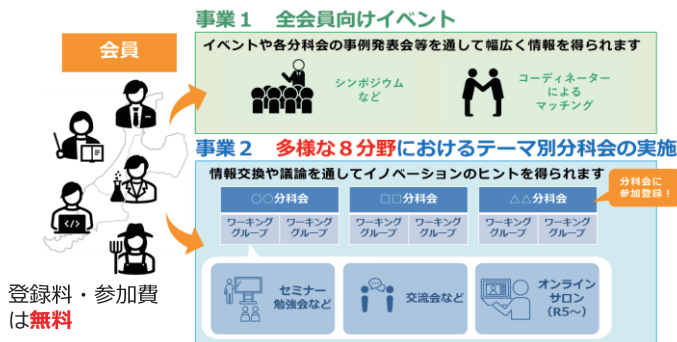 事業１　全会員向けイベント
会員
イベントや各分科会の事例発表会等を通して幅広く情報を得られます
シンポジウム
など
コーディネーター
による
マッチング
事業２　多様な８分野におけるテーマ別分科会の実施
情報交換や議論を通してイノベーションのヒントを得られます
分科会に
参加登録！
〇〇分科会
□□分科会
△△分科会
ワーキング
グループ
ワーキング
グループ
ワーキング
グループ
ワーキング
グループ
ワーキング
グループ
ワーキング
グループ
セミナー
勉強会など
交流会など
オンライン
サロン
（R5～）
登録料・参加費
は無料